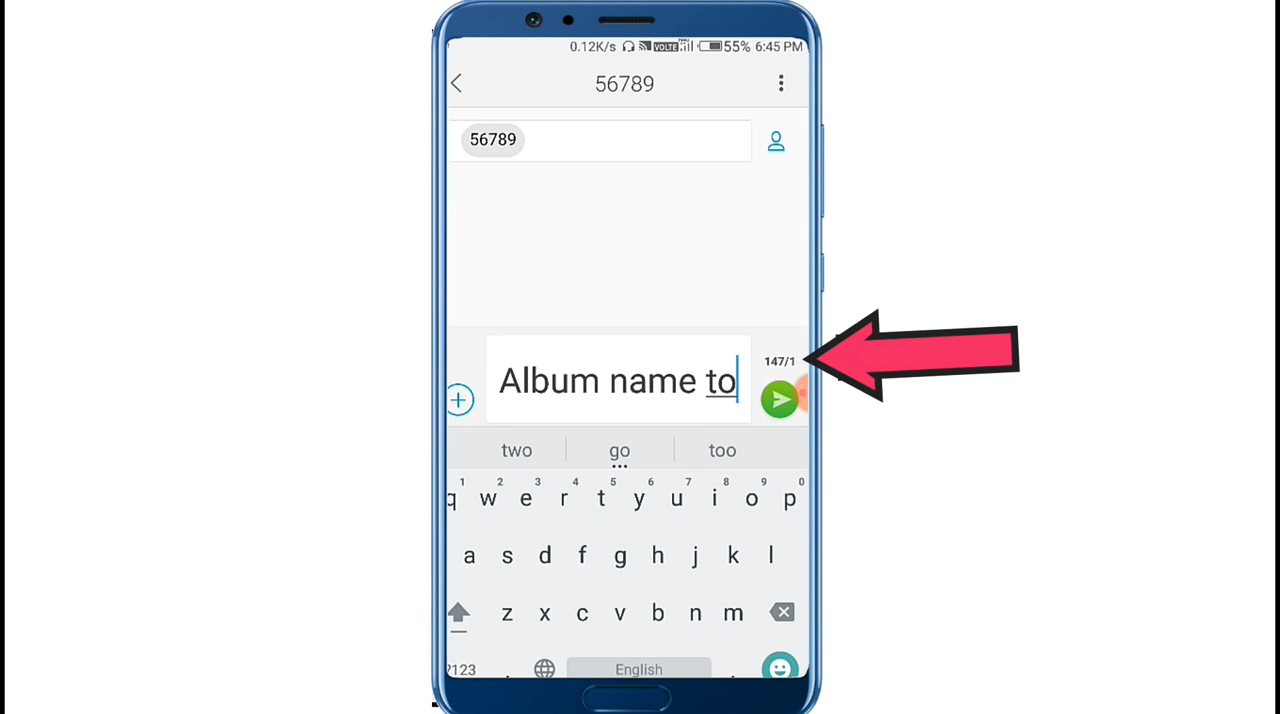 0.12K/s VOLTE 55% 6:45 PM
56789
56789
147/1
Album name to
two go too
1 2 3 4 5 6 7 8 9 0
q w e r t y u i o p
a s d f g h j k l
z x c v b n m
?123 , English .